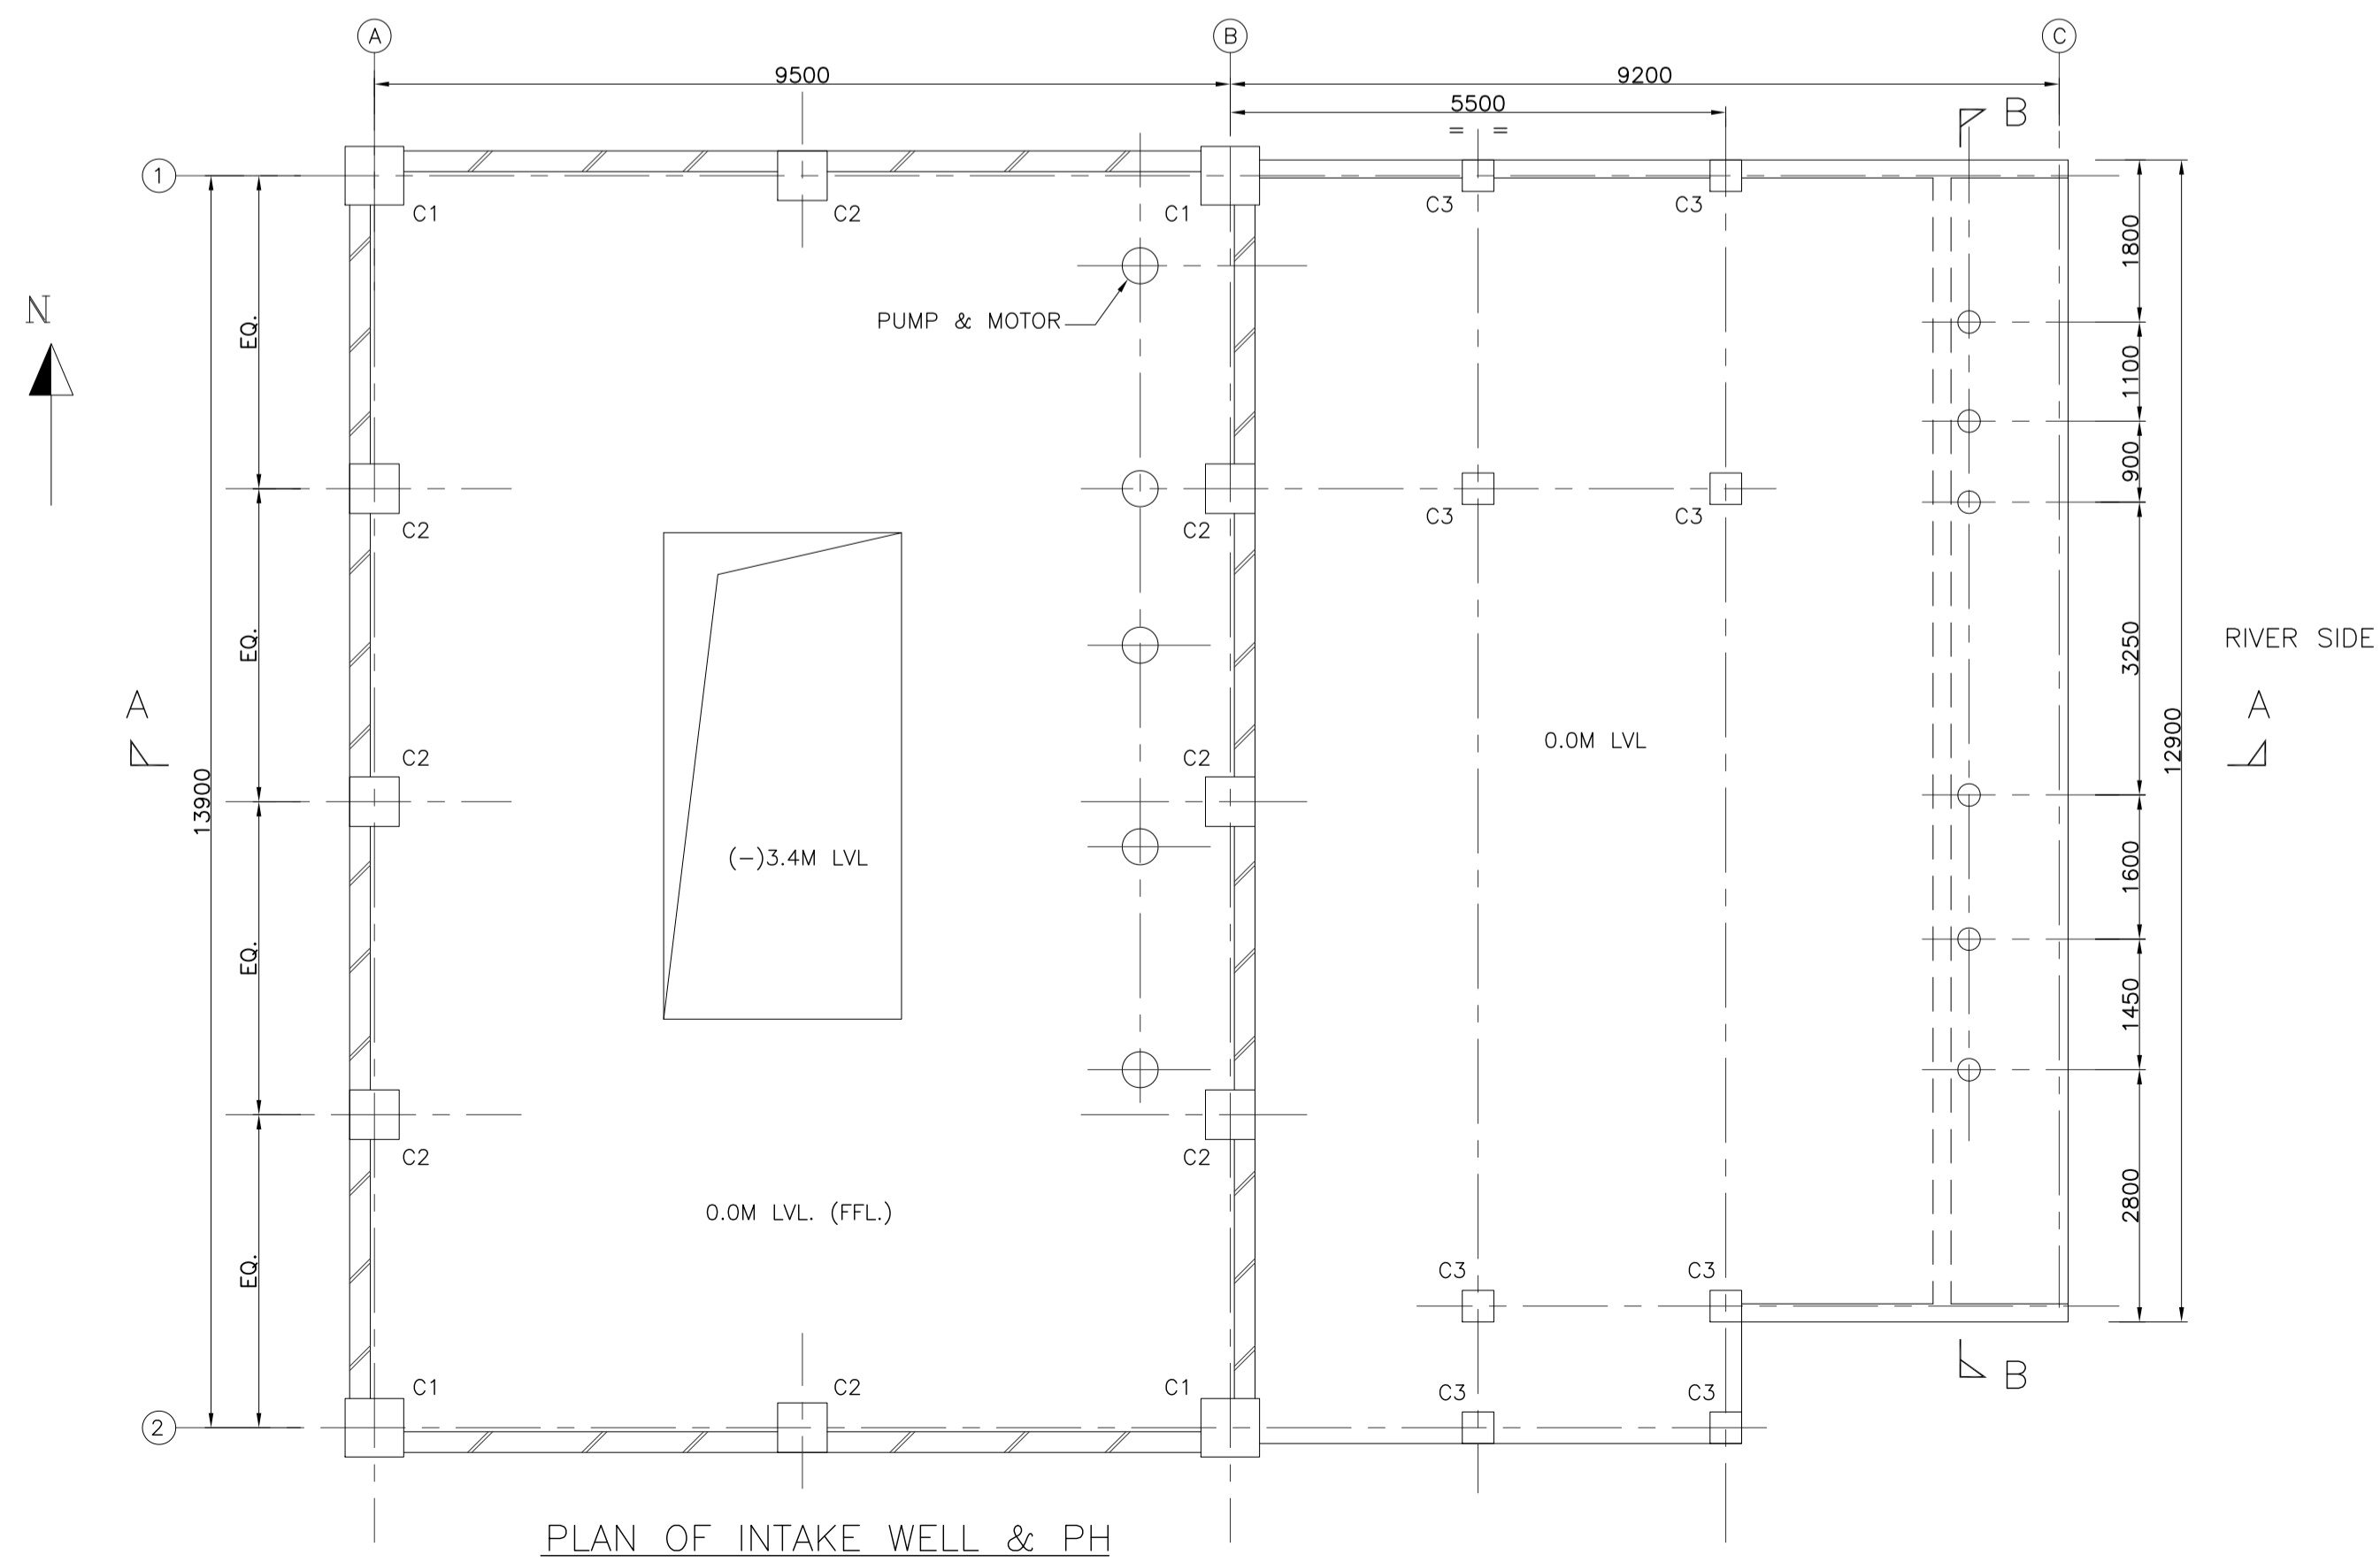 A
B
C
9500
9200
5500
= =
B
1
C1
C2
C1
C3
C3
1800
N
EQ.
PUMP & MOTOR
1100
900
C2
C2
C3
C3
EQ.
3250
RIVER SIDE
A
A
13900
12900
C2
C2
0.0M LVL
(-)3.4M LVL
1600
EQ.
1450
C2
C2
2800
0.0M LVL. (FFL.)
EQ.
C3
C3
B
C1
C2
C1
C3
C3
2
PLAN OF INTAKE WELL & PH